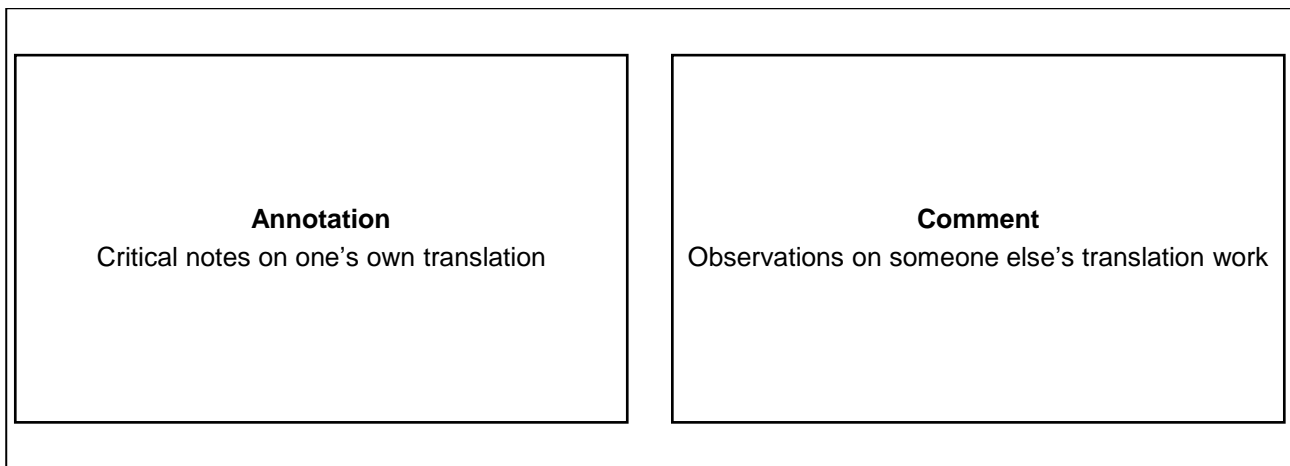 Annotation
Critical notes on one’s own translation
Comment
Observations on someone else’s translation work